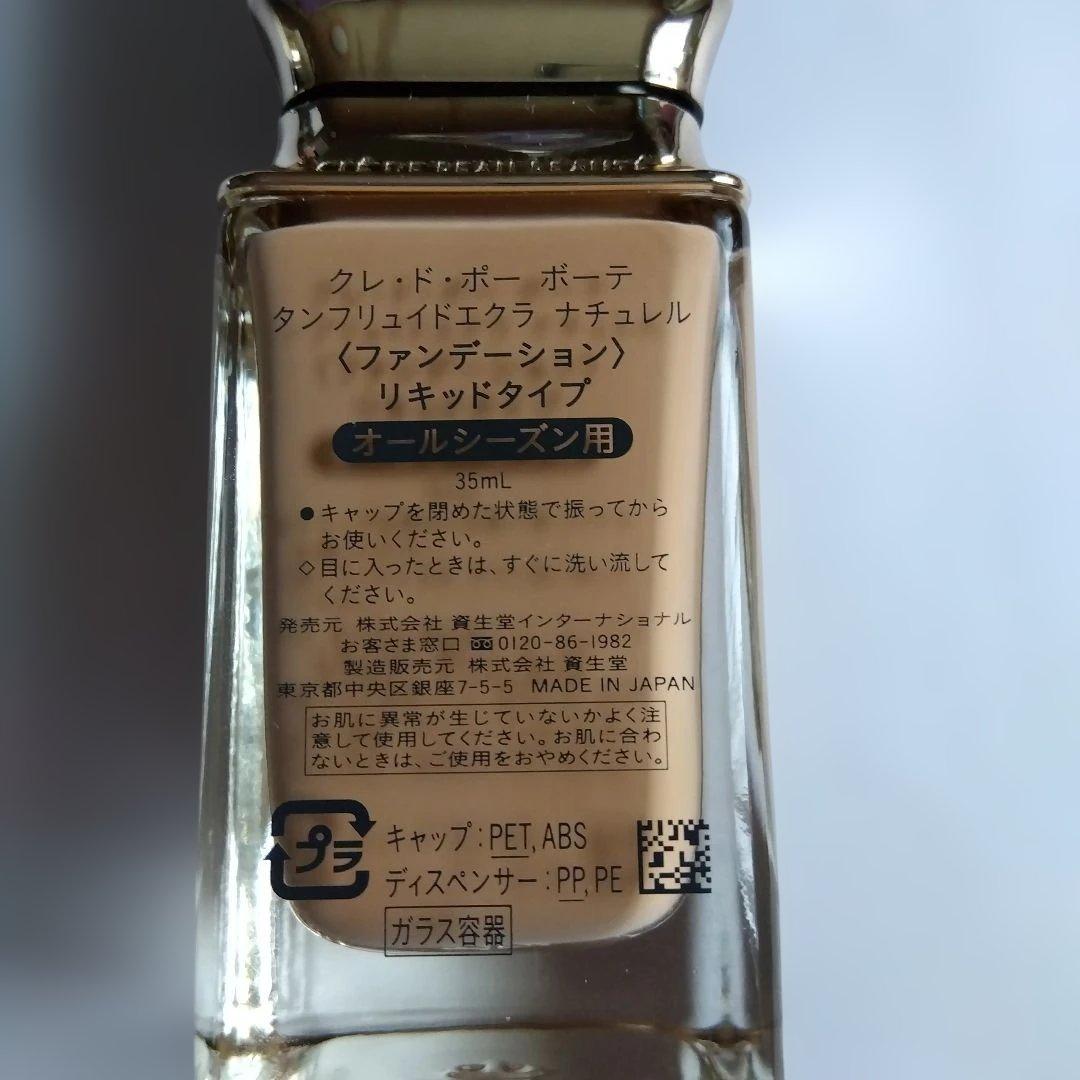 CLÉ DE PEAU BEAUTÉ
クレ・ド・ポー ボーテ
タンフリュイドエクラ ナチュレル
〈ファンデーション〉
リキッドタイプ
オールシーズン用
35mL
●キャップを閉めた状態で振ってから
お使いください。
◇目に入ったときは、すぐに洗い流して
ください。
発売元 株式会社 資生堂インターナショナル
お客さま窓口 0120-86-1982
製造販売元 株式会社 資生堂
東京都中央区銀座7-5-5 MADE IN JAPAN
お肌に異常が生じていないかよく注
意して使用してください。お肌に合わ
ないときは、ご使用をおやめください。
プラ
キャップ：PET, ABS
ディスペンサー：PP, PE
ガラス容器